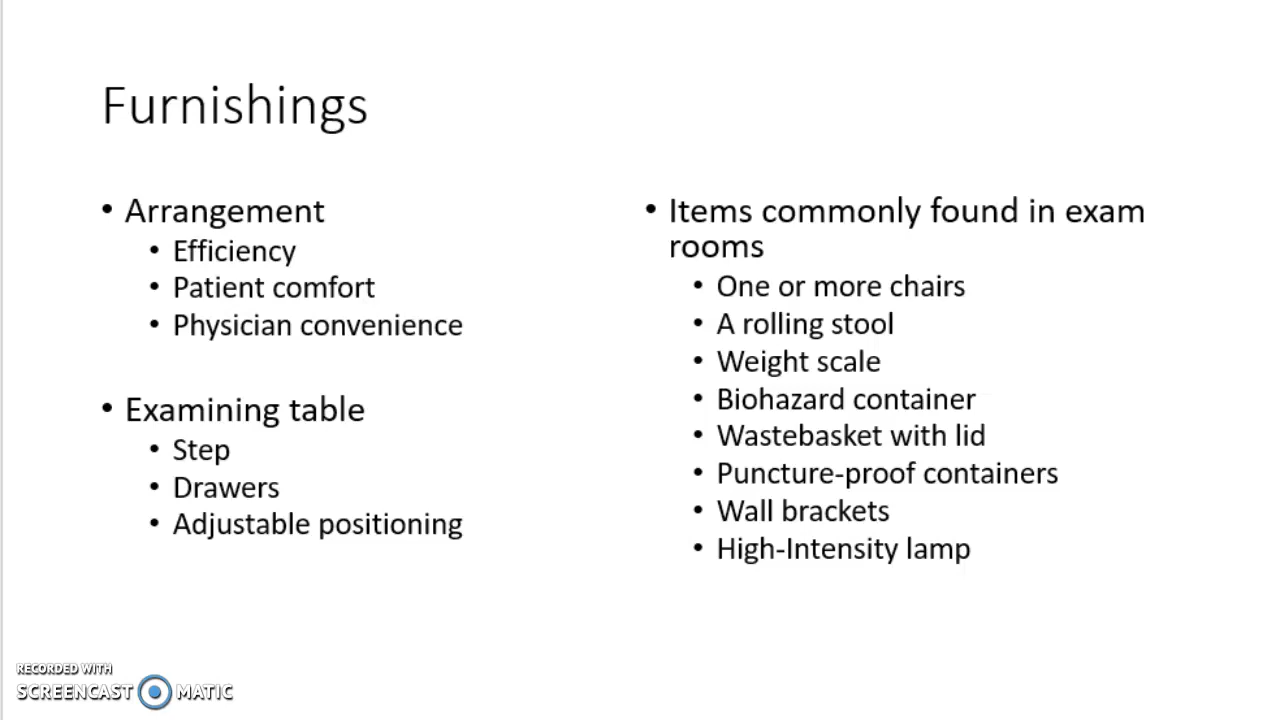 Furnishings
• Arrangement
• Efficiency
• Patient comfort
• Physician convenience
• Examining table
• Step
• Drawers
• Adjustable positioning
• Items commonly found in exam
rooms
• One or more chairs
• A rolling stool
• Weight scale
• Biohazard container
• Wastebasket with lid
• Puncture-proof containers
• Wall brackets
• High-Intensity lamp
RECORDED WITH
SCREENCAST MATIC